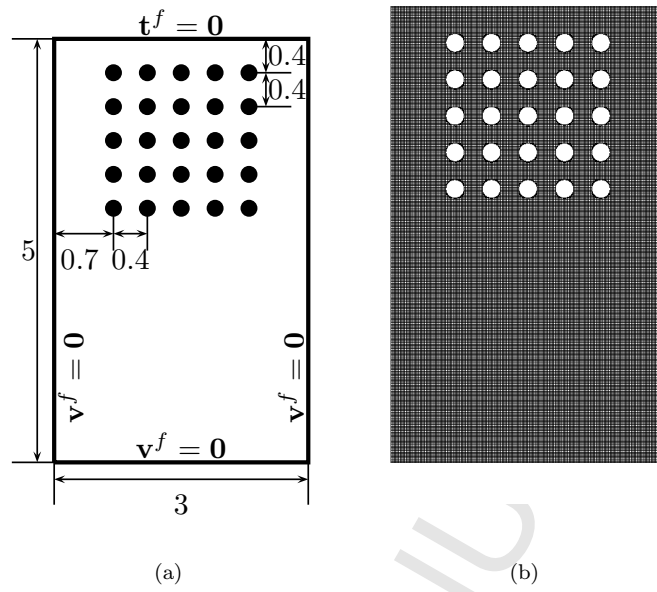 t^f = 0
0.4
0.4
5
0.7 0.4
v^f = 0
v^f = 0
v^f = 0
3
(a)
(b)